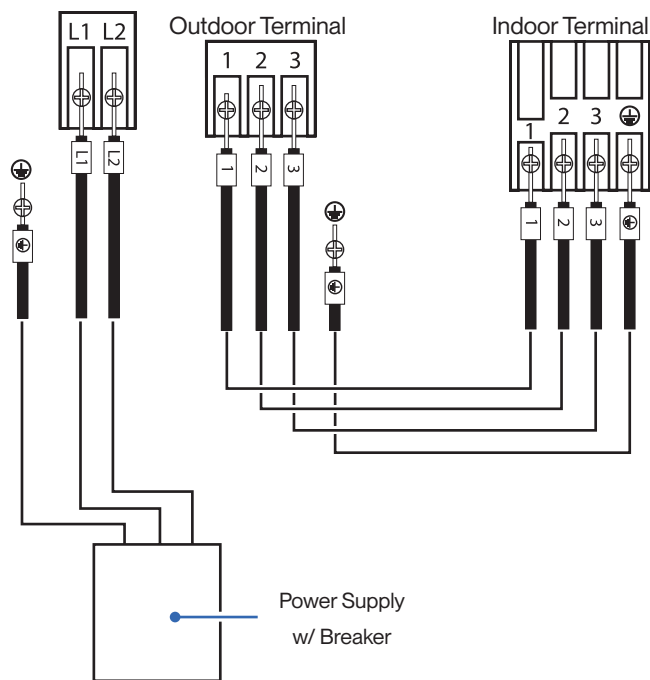 L1 L2
Outdoor Terminal
Indoor Terminal
1 2 3
1 2 3
L1 L2
1 2 3
1 2 3
Power Supply
w/ Breaker